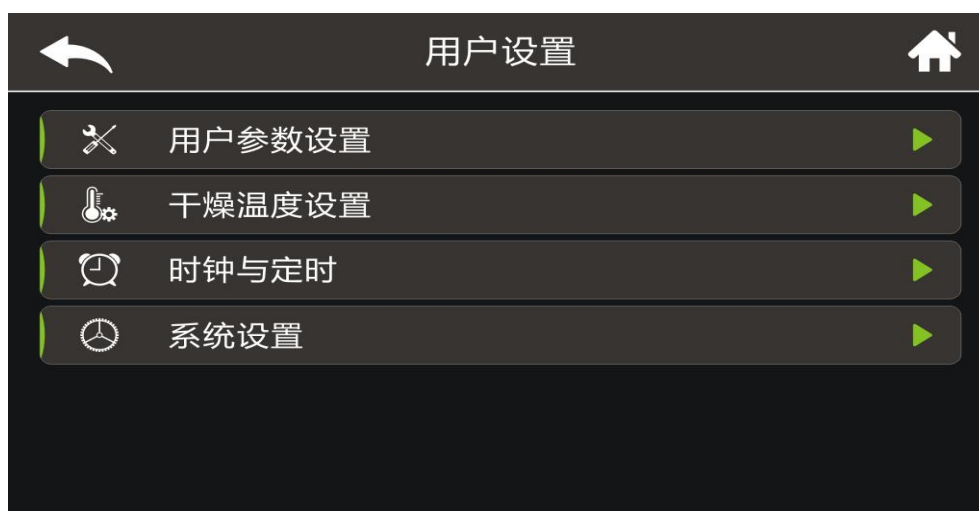 用户设置
用户参数设置
干燥温度设置
时钟与定时
系统设置